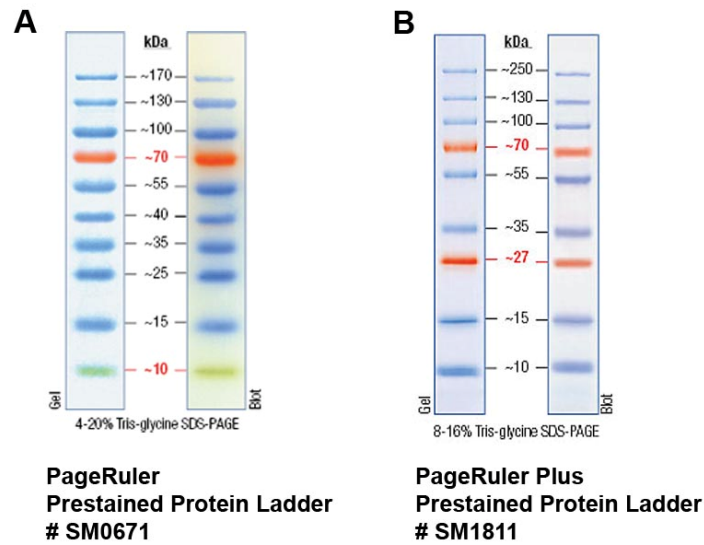 A
kDa
~170
~130
~100
~70
~55
~40
~35
~25
~15
~10
Gel
Blot
4-20% Tris-glycine SDS-PAGE
PageRuler
Prestained Protein Ladder
# SM0671
B
kDa
~250
~130
~100
~70
~55
~35
~27
~15
~10
Gel
Blot
8-16% Tris-glycine SDS-PAGE
PageRuler Plus
Prestained Protein Ladder
# SM1811